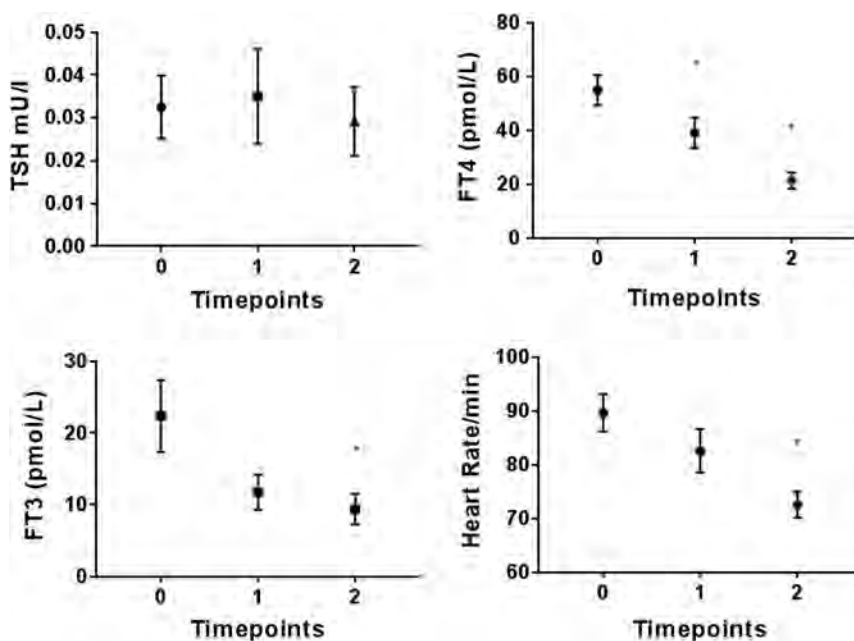 0.05
0.04
0.03
0.02
0.01
0.00
TSH mU/l
0 1 2
Timepoints
80
60
40
20
0
FT4 (pmol/L)
*
*
0 1 2
Timepoints
30
20
10
0
FT3 (pmol/L)
*
0 1 2
Timepoints
100
90
80
70
60
Heart Rate/min
*
0 1 2
Timepoints